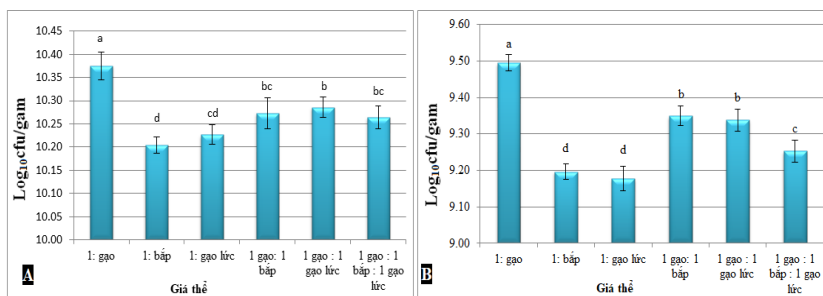 Log10cfu/gam
10.45
10.40
10.35
10.30
10.25
10.20
10.15
10.10
10.05
10.00
a
d
cd
bc
b
bc
1: gạo
1: bắp
1: gạo lức
1 gạo: 1
bắp
1 gạo : 1
gạo lức
1 gạo : 1
bắp : 1 gạo
lức
Giá thể
A
Log10cfu/gam
9.60
9.50
9.40
9.30
9.20
9.10
9.00
a
d
d
b
b
c
1: gạo
1: bắp
1: gạo lức
1 gạo: 1
bắp
1 gạo : 1
gạo lức
1 gạo : 1
bắp : 1 gạo
lức
Giá thể
B